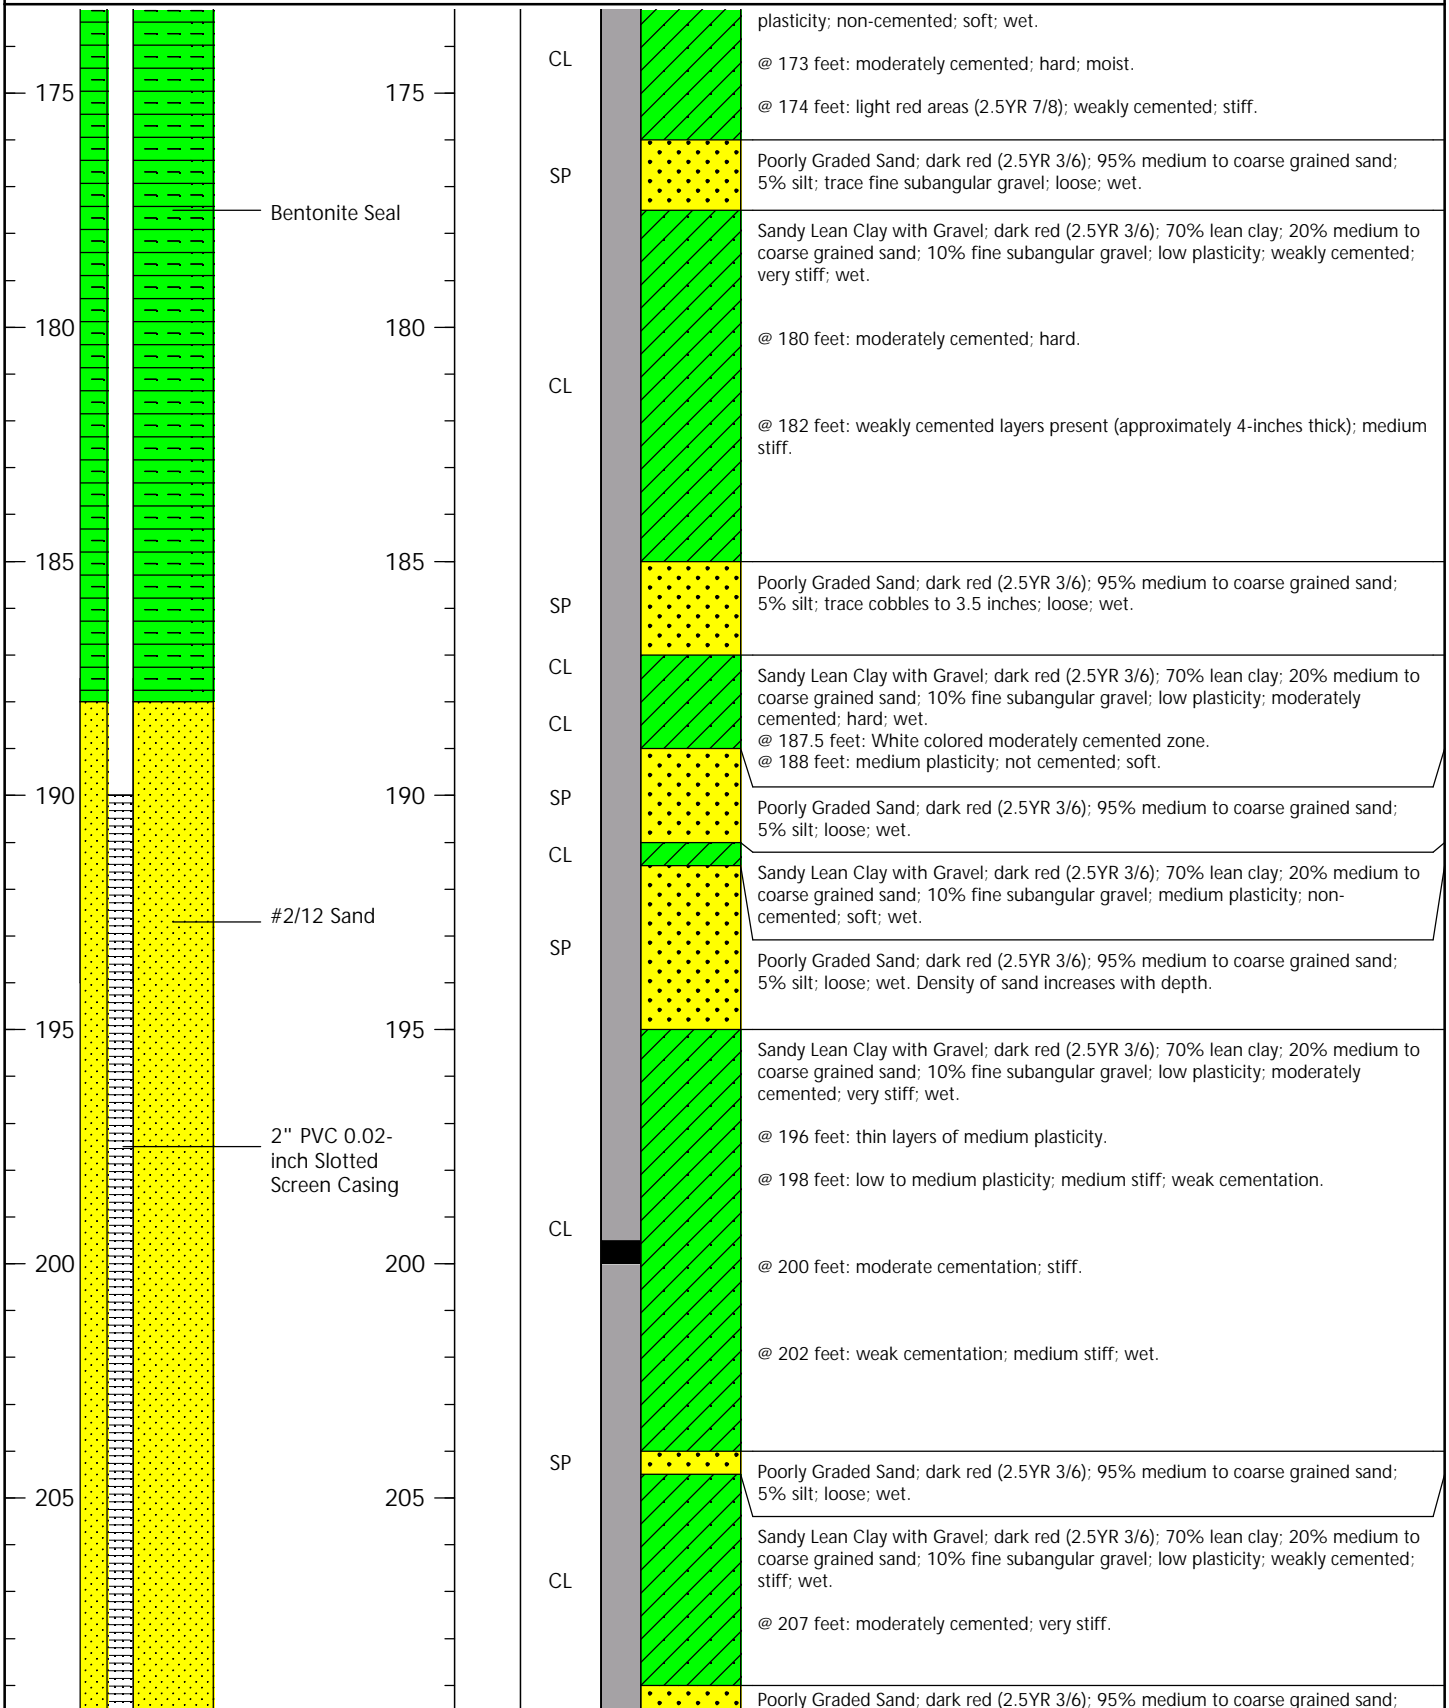 plasticity; non-cemented; soft; wet.
CL
@ 173 feet: moderately cemented; hard; moist.
175
175
@ 174 feet: light red areas (2.5YR 7/8); weakly cemented; stiff.
SP
Poorly Graded Sand; dark red (2.5YR 3/6); 95% medium to coarse grained sand;
5% silt; trace fine subangular gravel; loose; wet.
Bentonite Seal
Sandy Lean Clay with Gravel; dark red (2.5YR 3/6); 70% lean clay; 20% medium to
coarse grained sand; 10% fine subangular gravel; low plasticity; weakly cemented;
very stiff; wet.
180
180
@ 180 feet: moderately cemented; hard.
CL
@ 182 feet: weakly cemented layers present (approximately 4-inches thick); medium
stiff.
185
185
SP
Poorly Graded Sand; dark red (2.5YR 3/6); 95% medium to coarse grained sand;
5% silt; trace cobbles to 3.5 inches; loose; wet.
CL
Sandy Lean Clay with Gravel; dark red (2.5YR 3/6); 70% lean clay; 20% medium to
coarse grained sand; 10% fine subangular gravel; low plasticity; moderately
cemented; hard; wet.
CL
@ 187.5 feet: White colored moderately cemented zone.
@ 188 feet: medium plasticity; not cemented; soft.
190
190
SP
Poorly Graded Sand; dark red (2.5YR 3/6); 95% medium to coarse grained sand;
5% silt; loose; wet.
CL
Sandy Lean Clay with Gravel; dark red (2.5YR 3/6); 70% lean clay; 20% medium to
coarse grained sand; 10% fine subangular gravel; medium plasticity; non-
cemented; soft; wet.
#2/12 Sand
SP
Poorly Graded Sand; dark red (2.5YR 3/6); 95% medium to coarse grained sand;
5% silt; loose; wet. Density of sand increases with depth.
195
195
Sandy Lean Clay with Gravel; dark red (2.5YR 3/6); 70% lean clay; 20% medium to
coarse grained sand; 10% fine subangular gravel; low plasticity; moderately
cemented; very stiff; wet.
2" PVC 0.02-
inch Slotted
Screen Casing
@ 196 feet: thin layers of medium plasticity.
@ 198 feet: low to medium plasticity; medium stiff; weak cementation.
CL
200
200
@ 200 feet: moderate cementation; stiff.
@ 202 feet: weak cementation; medium stiff; wet.
SP
Poorly Graded Sand; dark red (2.5YR 3/6); 95% medium to coarse grained sand;
5% silt; loose; wet.
205
205
Sandy Lean Clay with Gravel; dark red (2.5YR 3/6); 70% lean clay; 20% medium to
coarse grained sand; 10% fine subangular gravel; low plasticity; weakly cemented;
stiff; wet.
CL
@ 207 feet: moderately cemented; very stiff.
Poorly Graded Sand; dark red (2.5YR 3/6); 95% medium to coarse grained sand;